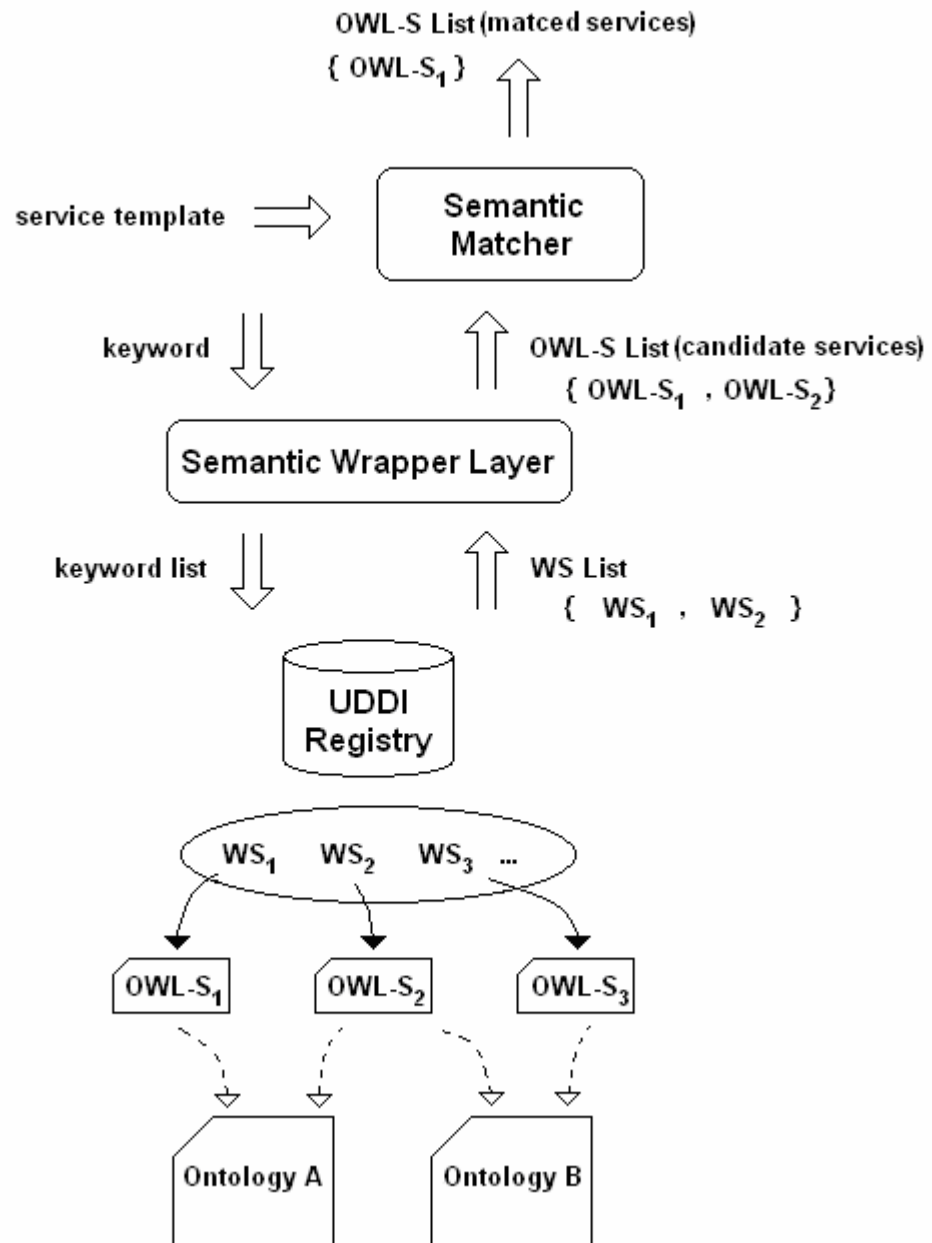 OWL-S List (matced services)
{ OWL-S1 }
service template
Semantic
Matcher
keyword
OWL-S List (candidate services)
{ OWL-S1 , OWL-S2}
Semantic Wrapper Layer
keyword list
WS List
{ WS1 , WS2 }
UDDI
Registry
WS1 WS2 WS3 ...
OWL-S1 OWL-S2 OWL-S3
Ontology A Ontology B